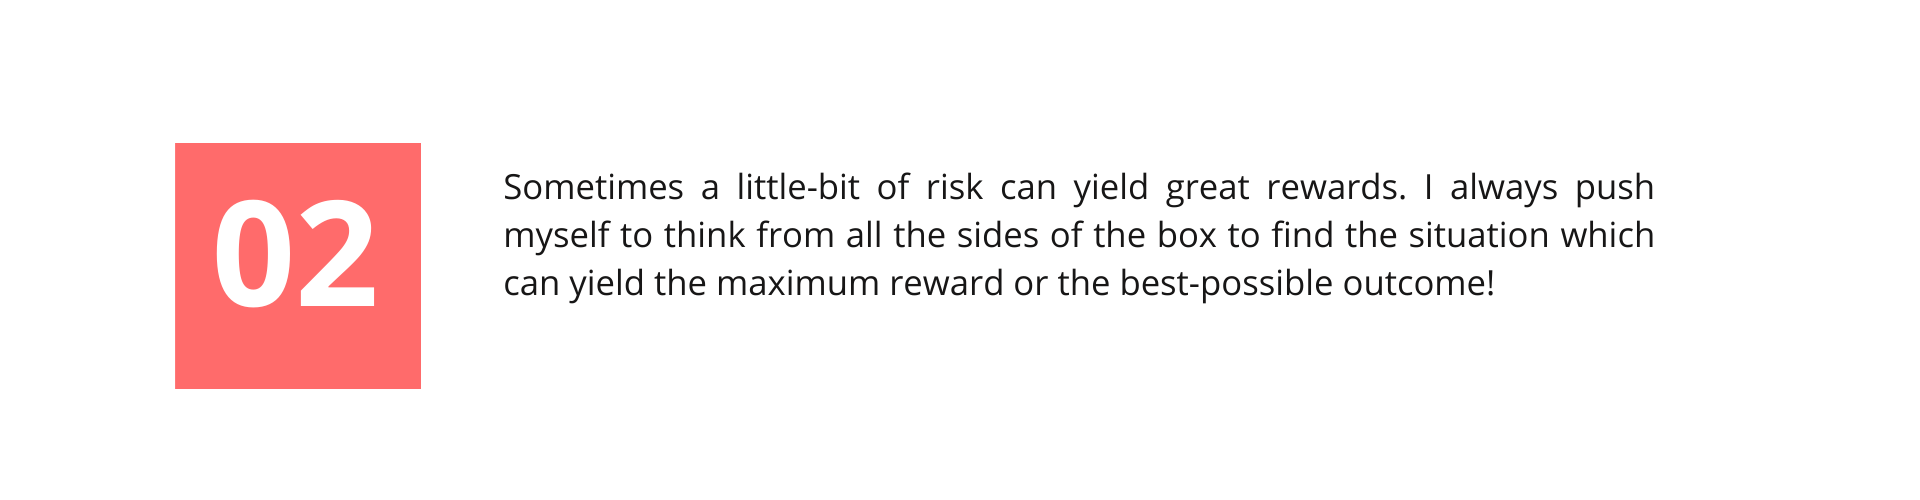 02
Sometimes a little-bit of risk can yield great rewards. I always push
myself to think from all the sides of the box to find the situation which
can yield the maximum reward or the best-possible outcome!